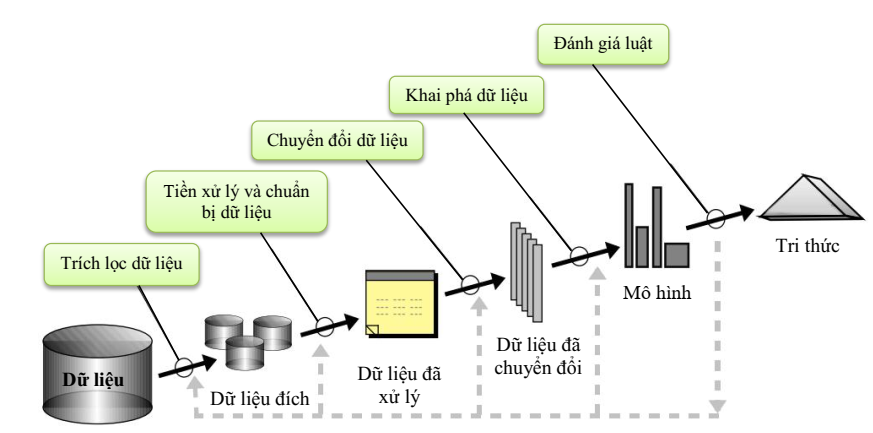 Đánh giá luật
Khai phá dữ liệu
Chuyển đổi dữ liệu
Tiền xử lý và chuẩn
bị dữ liệu
Trích lọc dữ liệu
Dữ liệu
Dữ liệu đích
Dữ liệu đã
xử lý
Dữ liệu đã
chuyển đổi
Mô hình
Tri thức